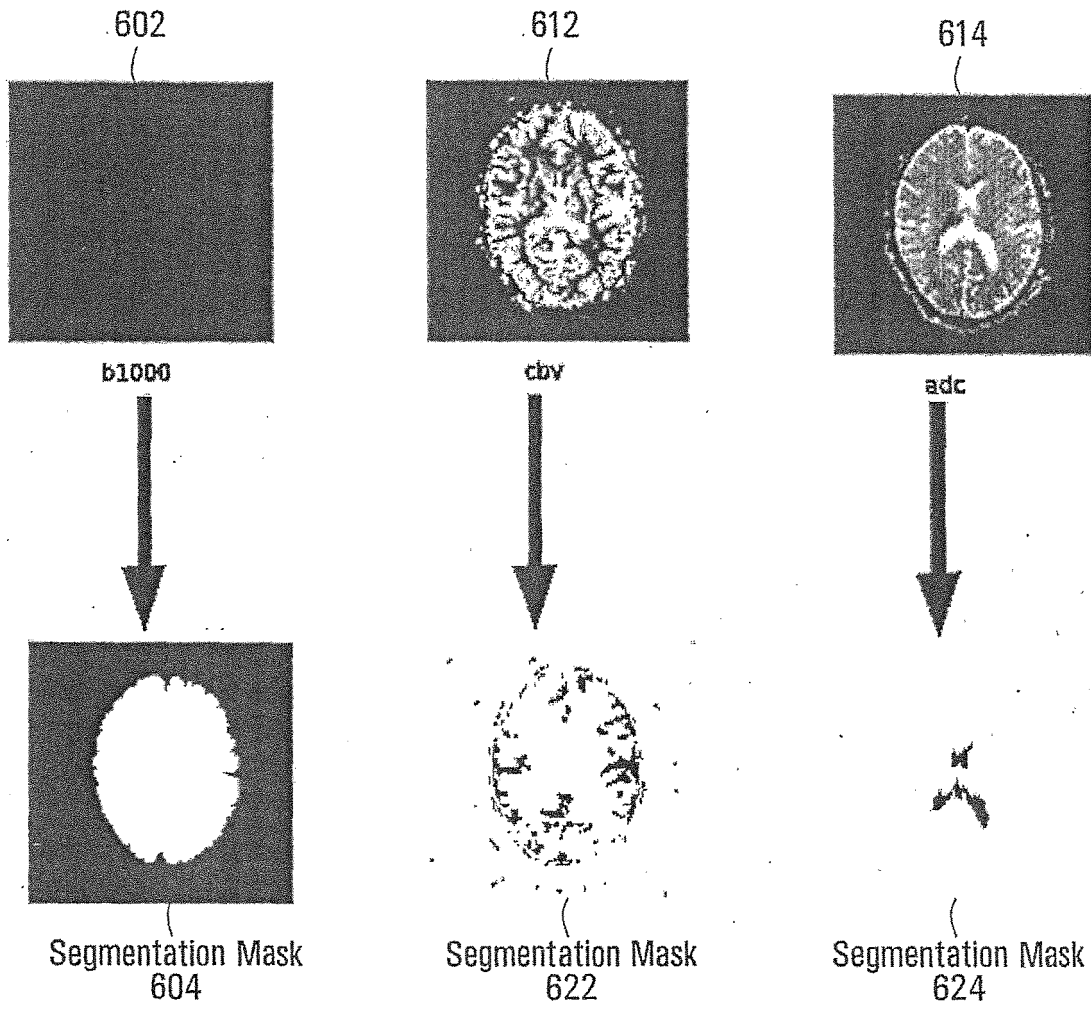 602
612
614
b1000
cbv
adc
Segmentation Mask
604
Segmentation Mask
622
Segmentation Mask
624